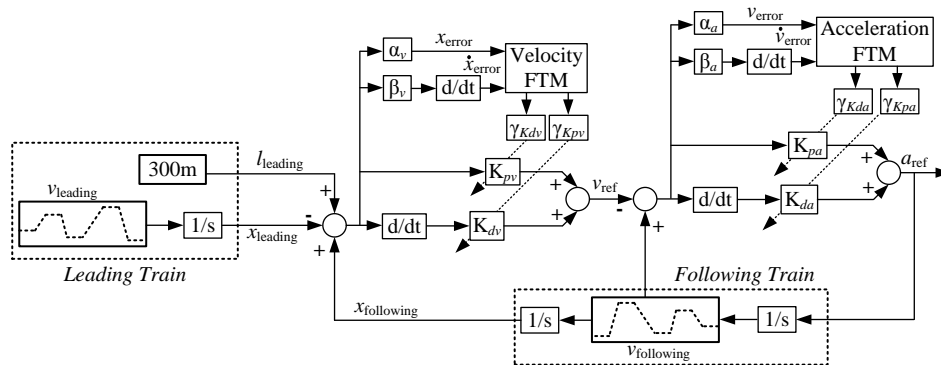 α_v
x_error
ẋ_error
β_v
d/dt
Velocity
FTM
γ_Kdv
γ_Kpv
K_pv
+
+
d/dt
K_dv
v_ref
300m
l_leading
v_leading
1/s
x_leading
+
-
+
Leading Train
α_a
v_error
v̇_error
β_a
d/dt
Acceleration
FTM
γ_Kda
γ_Kpa
K_pa
+
+
d/dt
K_da
a_ref
-
+
Following Train
x_following
1/s
1/s
v_following